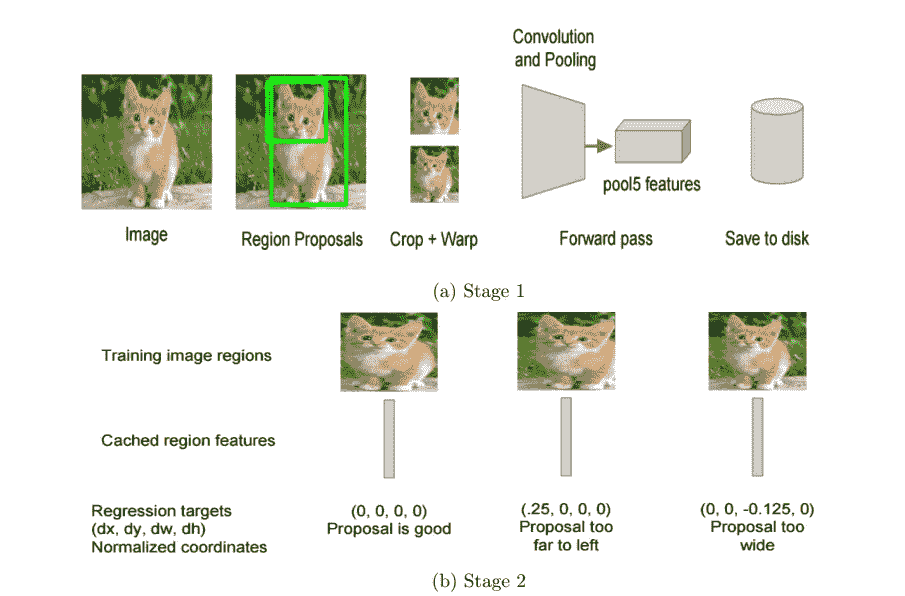 Convolution
and Pooling
pool5 features
Image
Region Proposals
Crop + Warp
Forward pass
Save to disk
(a) Stage 1
Training image regions
Cached region features
Regression targets
(dx, dy, dw, dh)
Normalized coordinates
(0, 0, 0, 0)
Proposal is good
(.25, 0, 0, 0)
Proposal too
far to left
(0, 0, -0.125, 0)
Proposal too
wide
(b) Stage 2